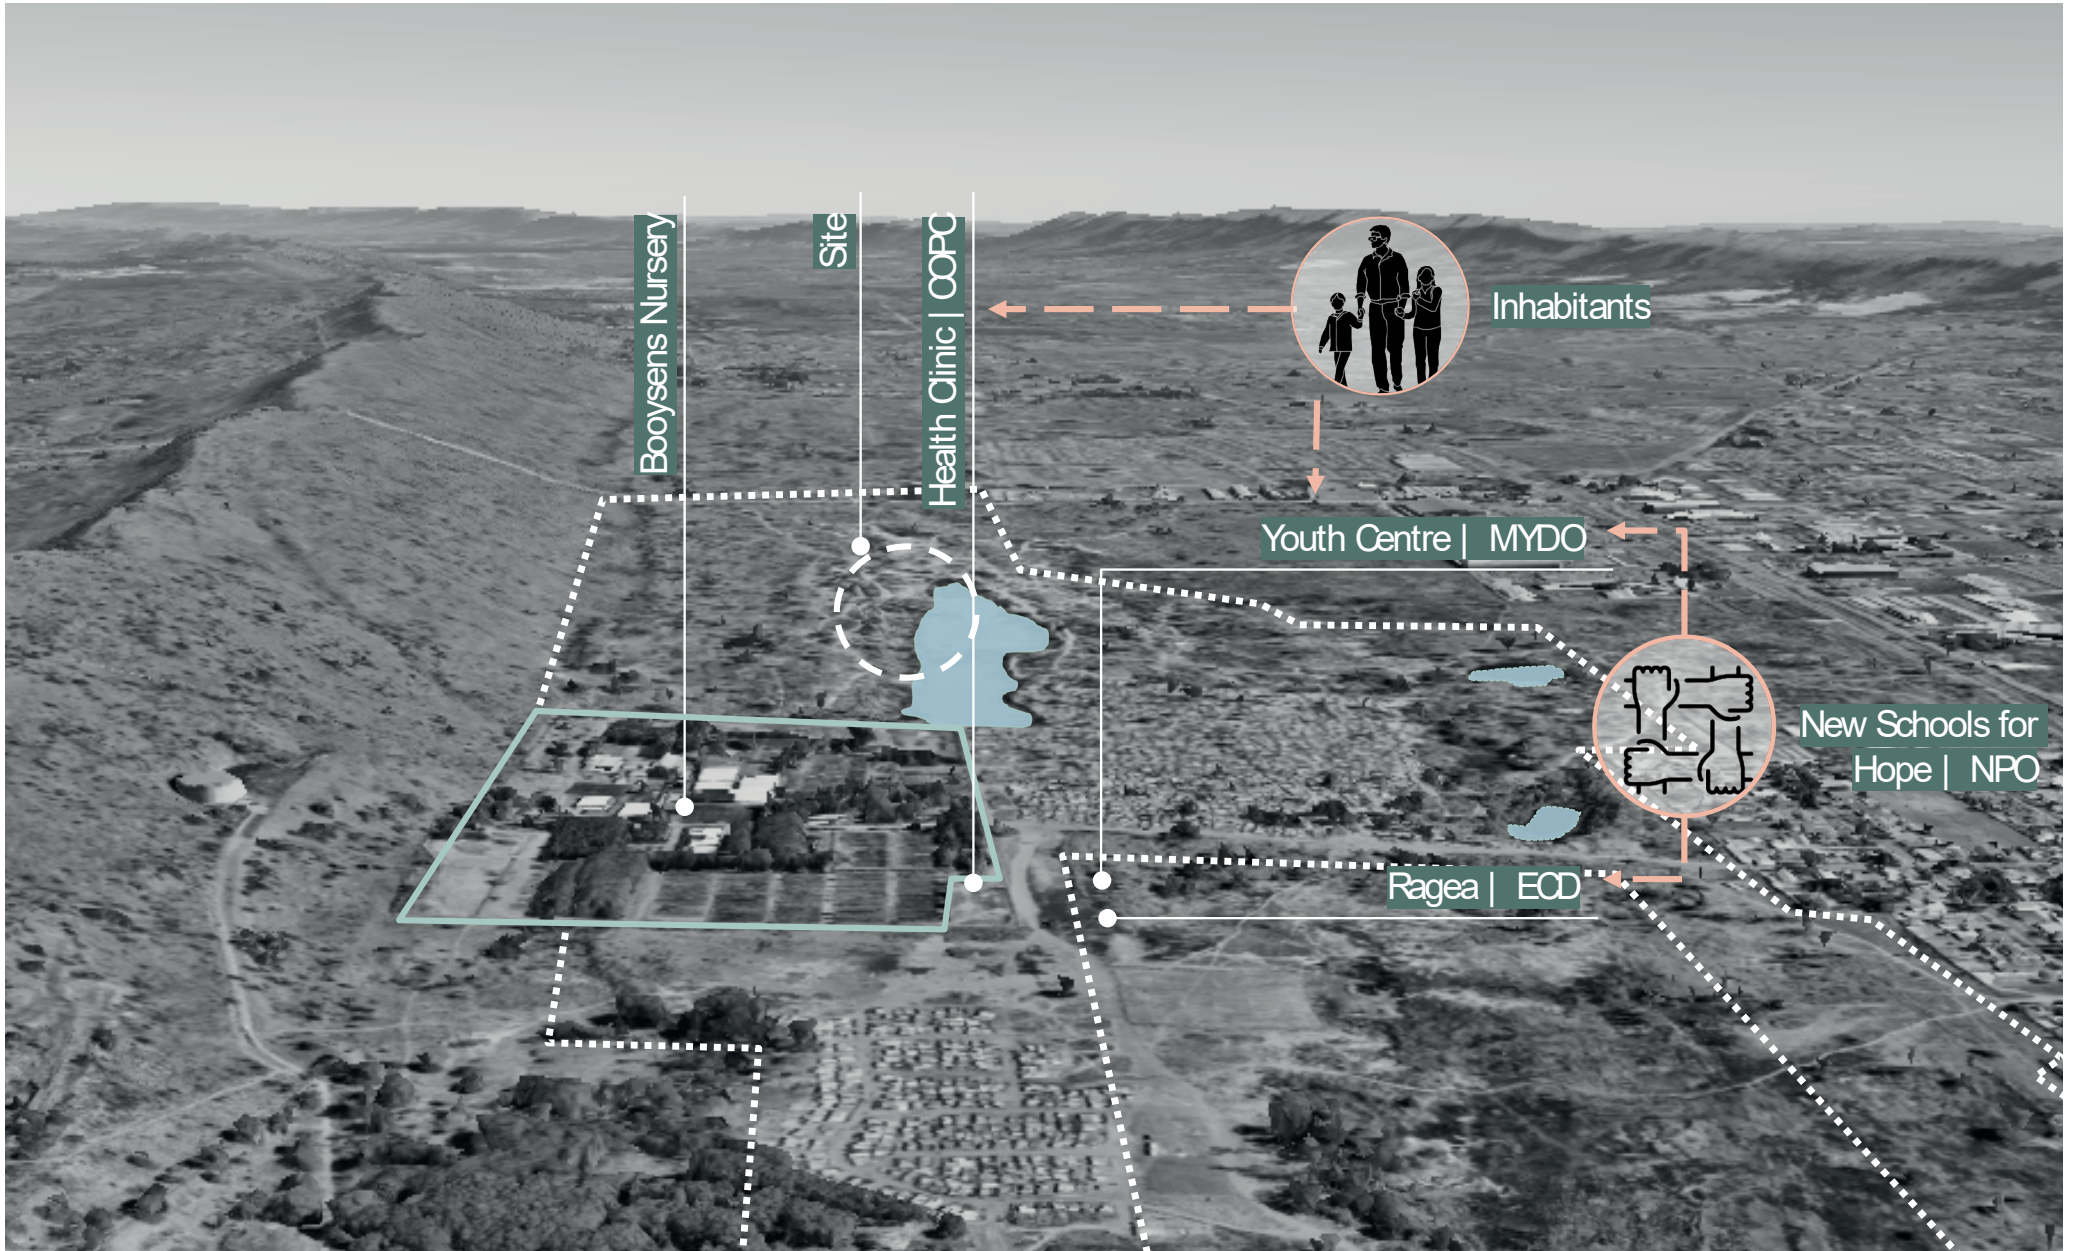 Booysens Nursery
Site
Health Clinic | COPC
Inhabitants
Youth Centre | MYDO
New Schools for
Hope | NPO
Ragea | ECD